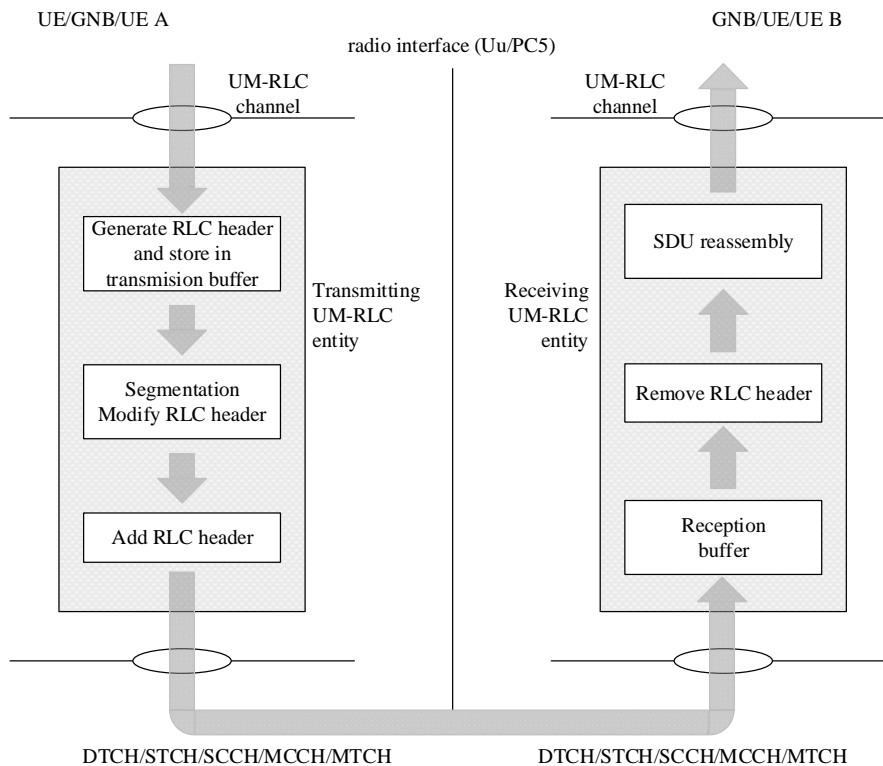 UE/GNB/UE A
GNB/UE/UE B
radio interface (Uu/PC5)
UM-RLC
channel
UM-RLC
channel
Generate RLC header
and store in
transmision buffer
Segmentation
Modify RLC header
Add RLC header
Transmitting
UM-RLC
entity
Receiving
UM-RLC
entity
SDU reassembly
Remove RLC header
Reception
buffer
DTCH/STCH/SCCH/MCCH/MTCH
DTCH/STCH/SCCH/MCCH/MTCH